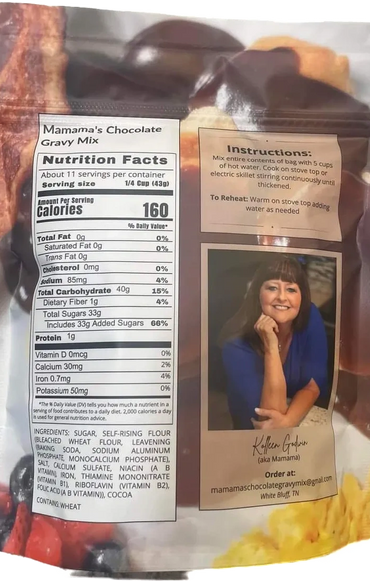 Mamama's Chocolate
Gravy Mix
Nutrition Facts
About 11 servings per container
Serving size 1/4 Cup (43g)
Amount Per Serving
Calories 160
% Daily Value*
Total Fat 0g 0%
Saturated Fat 0g 0%
Trans Fat 0g
Cholesterol 0mg 0%
Sodium 85mg 4%
Total Carbohydrate 40g 15%
Dietary Fiber 1g 4%
Total Sugars 33g
Includes 33g Added Sugars 66%
Protein 1g
Vitamin D 0mcg 0%
Calcium 30mg 2%
Iron 0.7mg 4%
Potassium 50mg 0%
*The % Daily Value (DV) tells you how much a nutrient in a
serving of food contributes to a daily diet. 2,000 calories a day
is used for general nutrition advice.
INGREDIENTS: SUGAR, SELF-RISING FLOUR
(BLEACHED WHEAT FLOUR, LEAVENING
(BAKING SODA, SODIUM ALUMINUM
PHOSPHATE, MONOCALCIUM PHOSPHATE),
SALT, CALCIUM SULFATE, NIACIN (A B
VITAMIN), IRON, THIAMINE MONONITRATE
(VITAMIN B1), RIBOFLAVIN (VITAMIN B2),
FOLIC ACID (A B VITAMIN)), COCOA
CONTAINS: WHEAT
Instructions:
Mix entire contents of bag with 5 cups
of hot water. Cook on stove top or
electric skillet stirring continuously until
thickened.
To Reheat: Warm on stove top adding
water as needed
(aka Mamama)
Order at:
mamamaschocolategravymix@gmail.com
White Bluff, TN